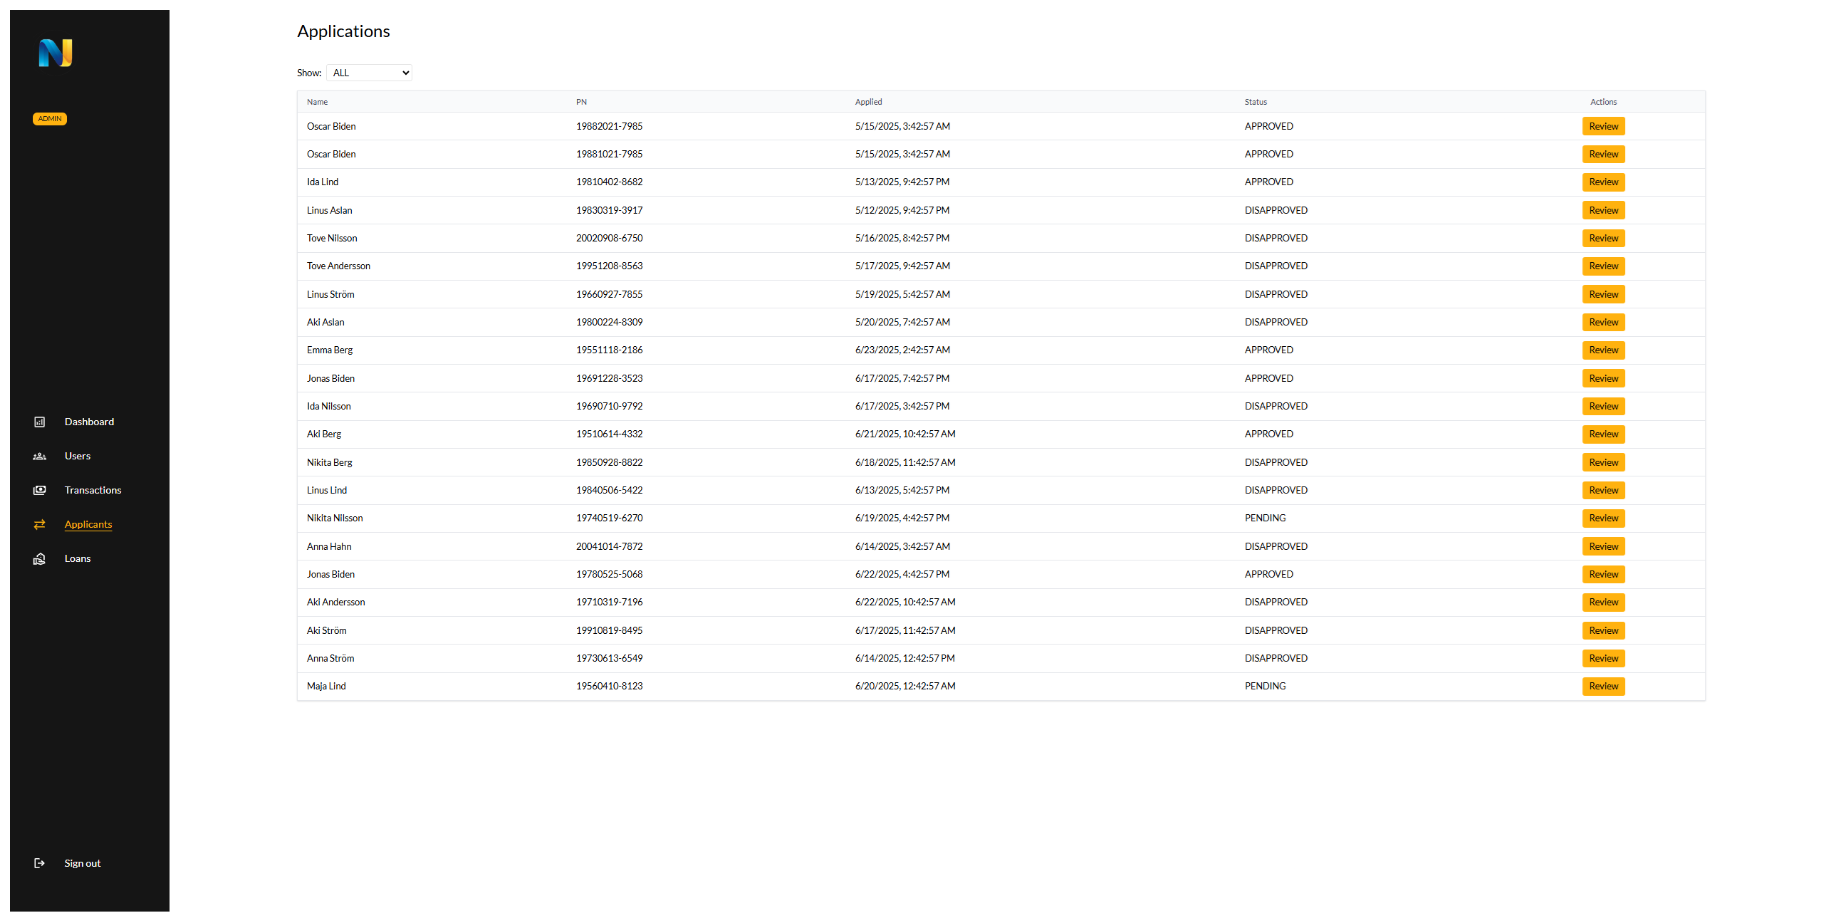 Applications
Show: ALL
ADMIN
Name PN Applied Status Actions
Oscar Biden 19882021-7985 5/15/2025, 3:42:57 AM APPROVED Review
Oscar Biden 19881021-7985 5/15/2025, 3:42:57 AM APPROVED Review
Ida Lind 19810402-8682 5/13/2025, 9:42:57 PM APPROVED Review
Linus Aslan 19830319-3917 5/12/2025, 9:42:57 PM DISAPPROVED Review
Tove Nilsson 20020908-6750 5/16/2025, 8:42:57 PM DISAPPROVED Review
Tove Andersson 19951208-8563 5/17/2025, 9:42:57 AM DISAPPROVED Review
Linus Ström 19660927-7855 5/19/2025, 5:42:57 AM DISAPPROVED Review
Aki Aslan 19800224-8309 5/20/2025, 7:42:57 AM DISAPPROVED Review
Emma Berg 19551118-2186 6/23/2025, 2:42:57 AM APPROVED Review
Jonas Biden 19691228-3523 6/17/2025, 7:42:57 PM APPROVED Review
Ida Nilsson 19690710-9792 6/17/2025, 3:42:57 PM DISAPPROVED Review
Aki Berg 19510614-4332 6/21/2025, 10:42:57 AM APPROVED Review
Nikita Berg 19850928-8822 6/18/2025, 11:42:57 AM DISAPPROVED Review
Linus Lind 19840506-5422 6/13/2025, 5:42:57 PM DISAPPROVED Review
Nikita Nilsson 19740519-6270 6/19/2025, 4:42:57 PM PENDING Review
Anna Hahn 20041014-7872 6/14/2025, 3:42:57 AM DISAPPROVED Review
Jonas Biden 19780525-5068 6/22/2025, 4:42:57 PM APPROVED Review
Aki Andersson 19710319-7196 6/22/2025, 10:42:57 AM DISAPPROVED Review
Aki Ström 19910819-8495 6/17/2025, 11:42:57 AM DISAPPROVED Review
Anna Ström 19730613-6549 6/14/2025, 12:42:57 PM DISAPPROVED Review
Maja Lind 19560410-8123 6/20/2025, 12:42:57 AM PENDING Review
Dashboard
Users
Transactions
Applicants
Loans
Sign out